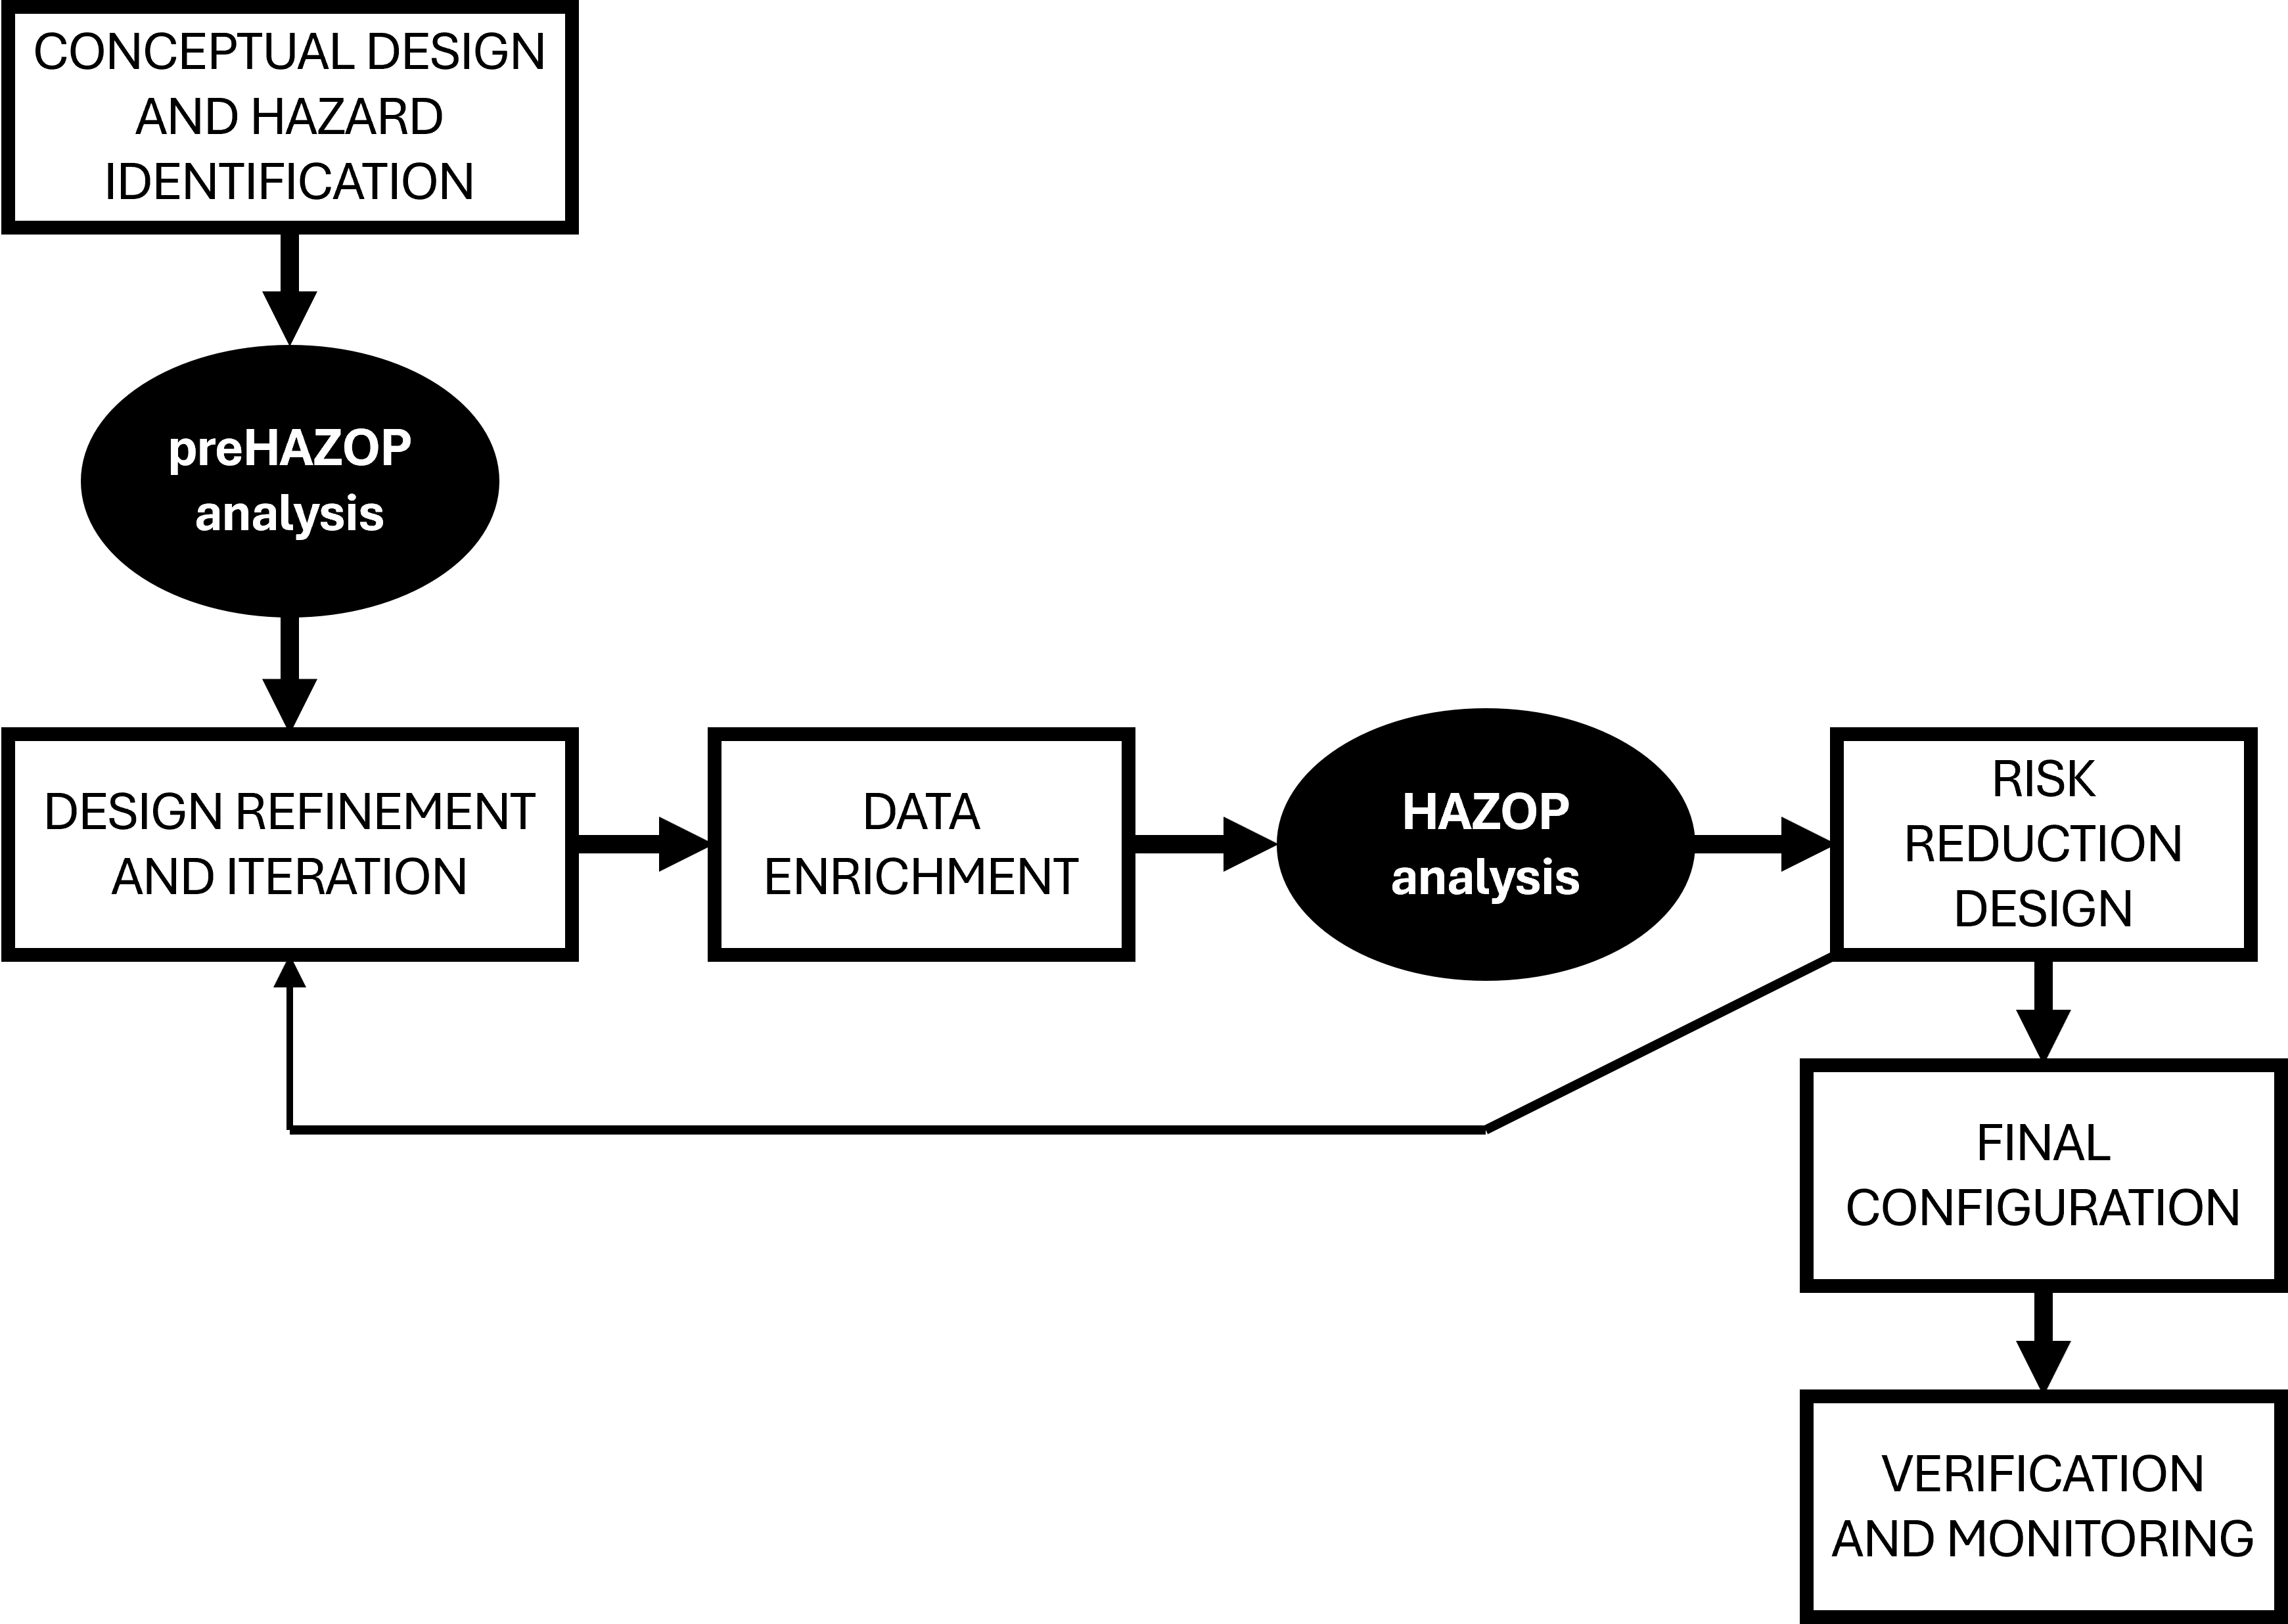 CONCEPTUAL DESIGN
AND HAZARD
IDENTIFICATION
preHAZOP
analysis
DESIGN REFINEMENT
AND ITERATION
DATA
ENRICHMENT
HAZOP
analysis
RISK
REDUCTION
DESIGN
FINAL
CONFIGURATION
VERIFICATION
AND MONITORING